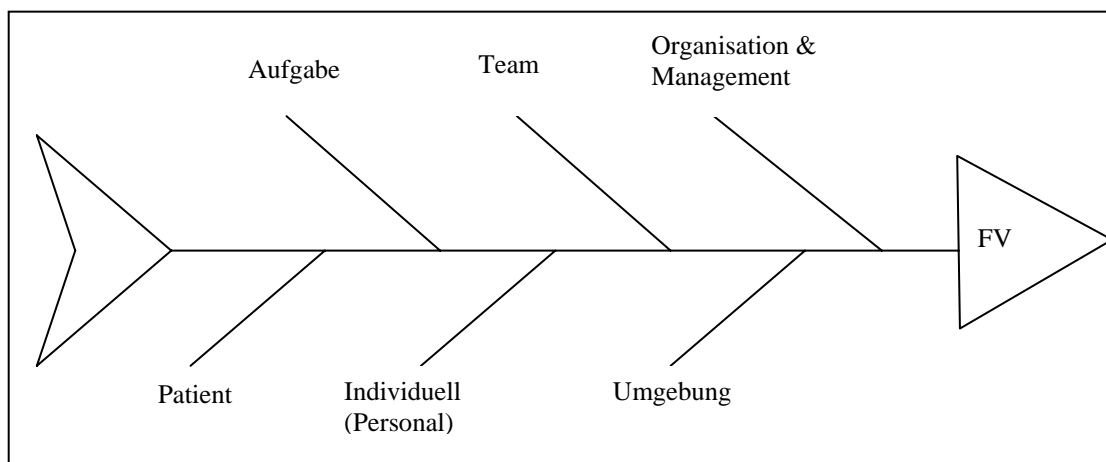 Aufgabe
Team
Organisation &
Management
FV
Patient
Individuell
(Personal)
Umgebung